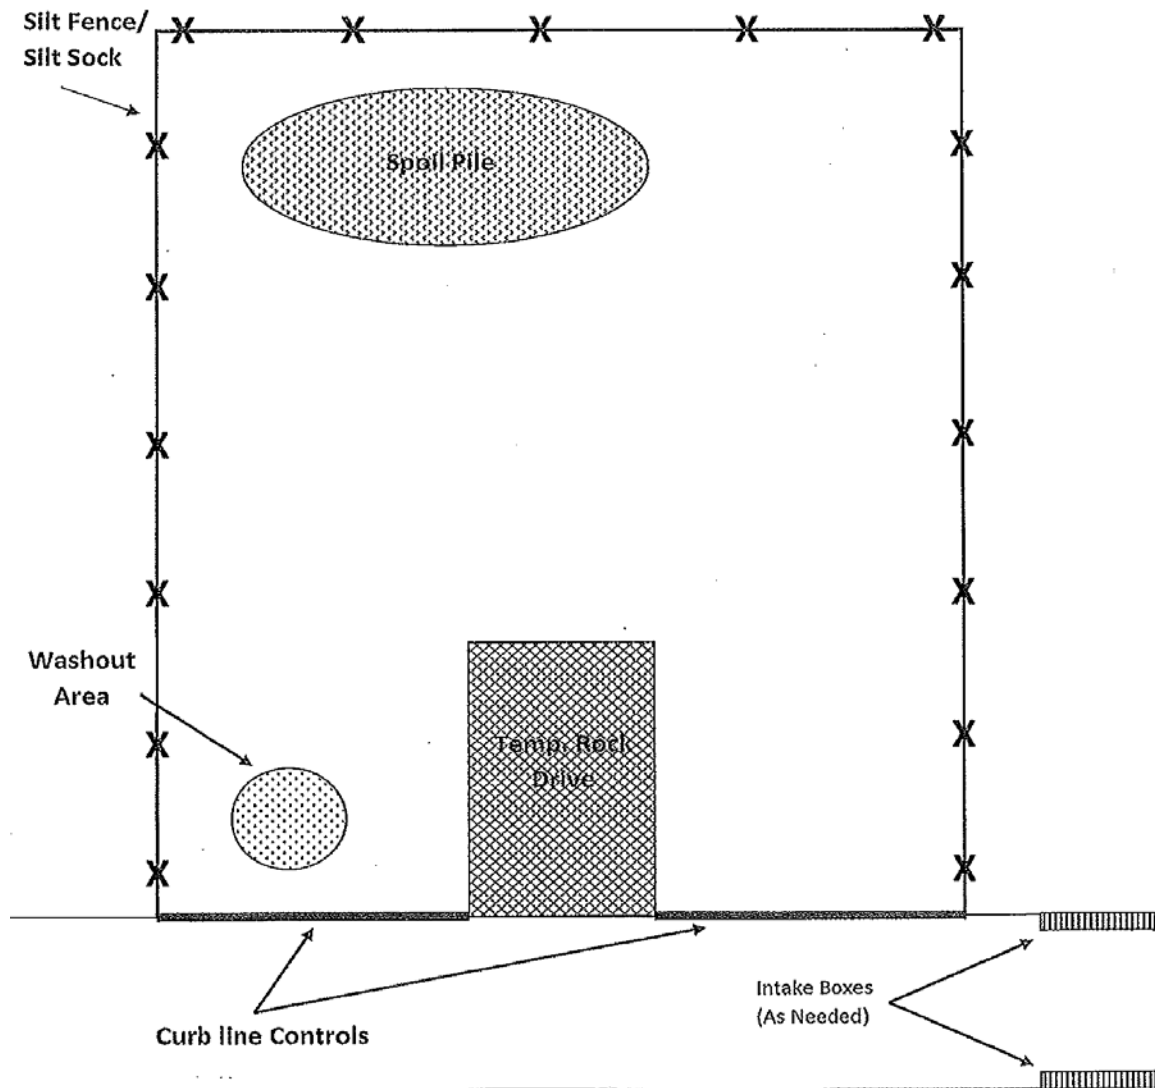 Silt Fence/
Silt Sock
Spoil Pile
Washout
Area
Temp. Rock
Drive
Intake Boxes
(As Needed)
Curb line Controls